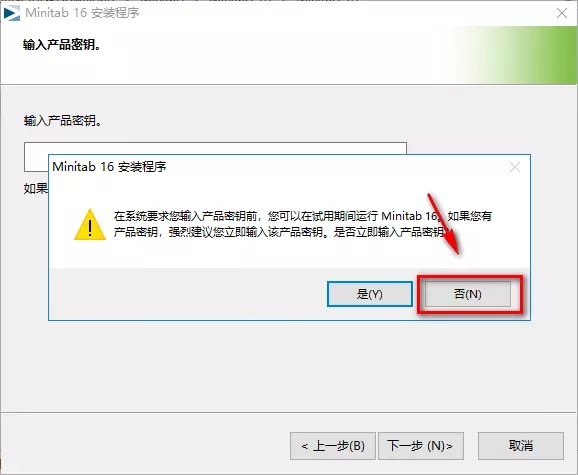 Minitab 16 安装程序
输入产品密钥。
输入产品密钥。
如果
Minitab 16 安装程序
在系统要求您输入产品密钥前，您可以在试用期间运行 Minitab 16。如果您有
产品密钥，强烈建议您立即输入该产品密钥。是否立即输入产品密钥
是(Y)
否(N)
< 上一步(B)
下一步 (N)>
取消